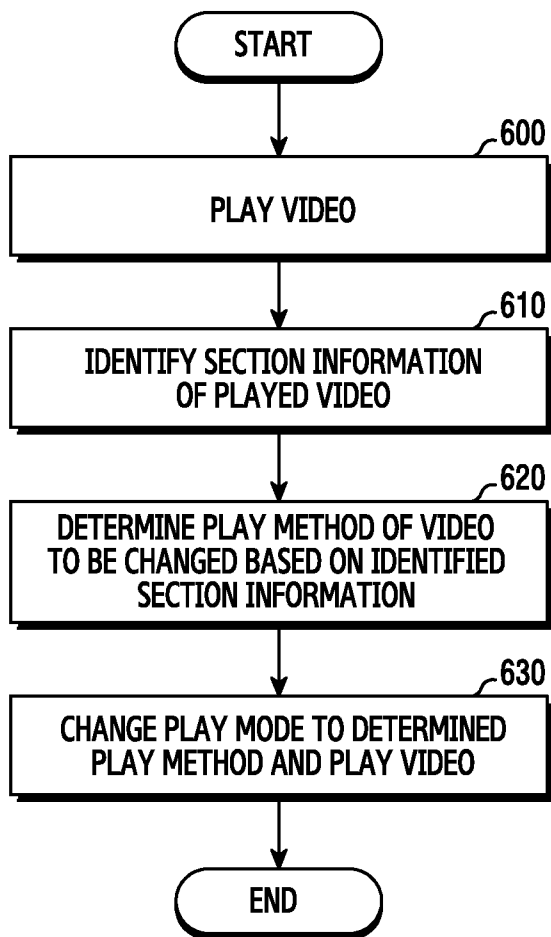 START
600
PLAY VIDEO
610
IDENTIFY SECTION INFORMATION
OF PLAYED VIDEO
620
DETERMINE PLAY METHOD OF VIDEO
TO BE CHANGED BASED ON IDENTIFIED
SECTION INFORMATION
630
CHANGE PLAY MODE TO DETERMINED
PLAY METHOD AND PLAY VIDEO
END